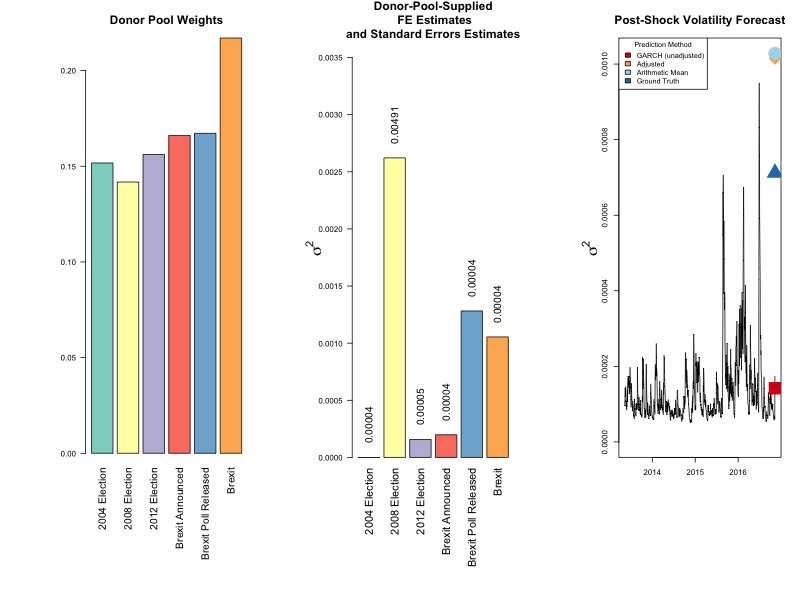 Donor Pool Weights
0.00
0.05
0.10
0.15
0.20
2004 Election
2008 Election
2012 Election
Brexit Announced
Brexit Poll Released
Brexit
Donor-Pool-Supplied
FE Estimates
and Standard Errors Estimates
σ2
0.0000
0.0005
0.0010
0.0015
0.0020
0.0025
0.0030
0.0035
0.00004
0.00491
0.00005
0.00004
0.00004
0.00004
2004 Election
2008 Election
2012 Election
Brexit Announced
Brexit Poll Released
Brexit
Post-Shock Volatility Forecast
σ2
0.0000
0.0002
0.0004
0.0006
0.0008
0.0010
Prediction Method
GARCH (unadjusted)
Adjusted
Arithmetic Mean
Ground Truth
2014
2015
2016